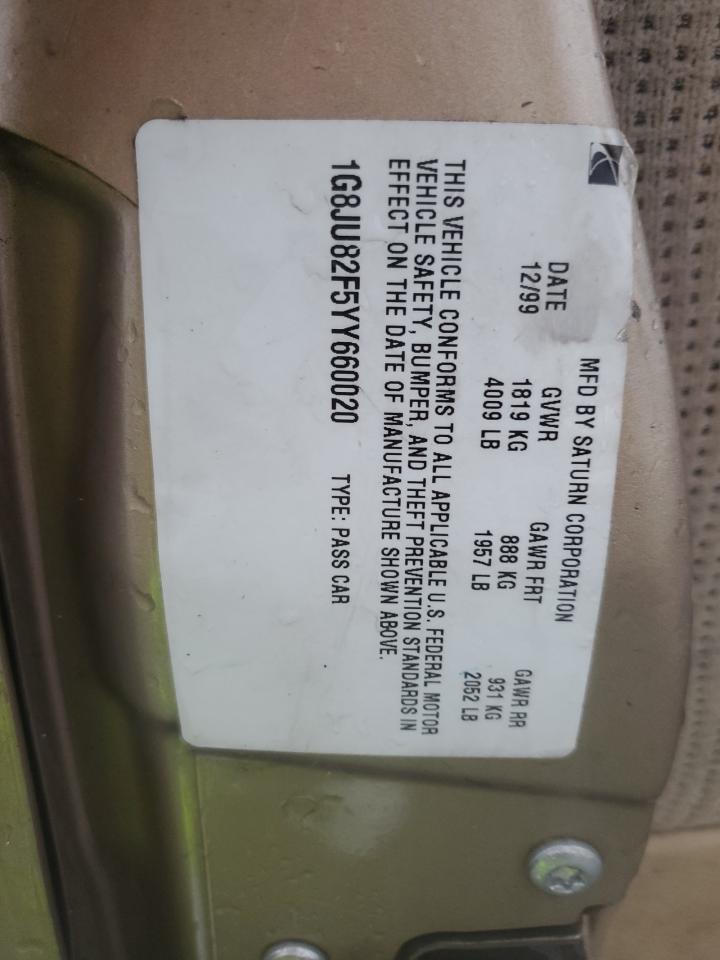 MFD BY SATURN CORPORATION
DATE GVWR GAWR FRT GAWR RR
12/99 1819 KG 888 KG 931 KG
4009 LB 1957 LB 2052 LB
THIS VEHICLE CONFORMS TO ALL APPLICABLE U.S. FEDERAL MOTOR
VEHICLE SAFETY, BUMPER, AND THEFT PREVENTION STANDARDS IN
EFFECT ON THE DATE OF MANUFACTURE SHOWN ABOVE.
1G8JU82F5YY660020 TYPE: PASS CAR